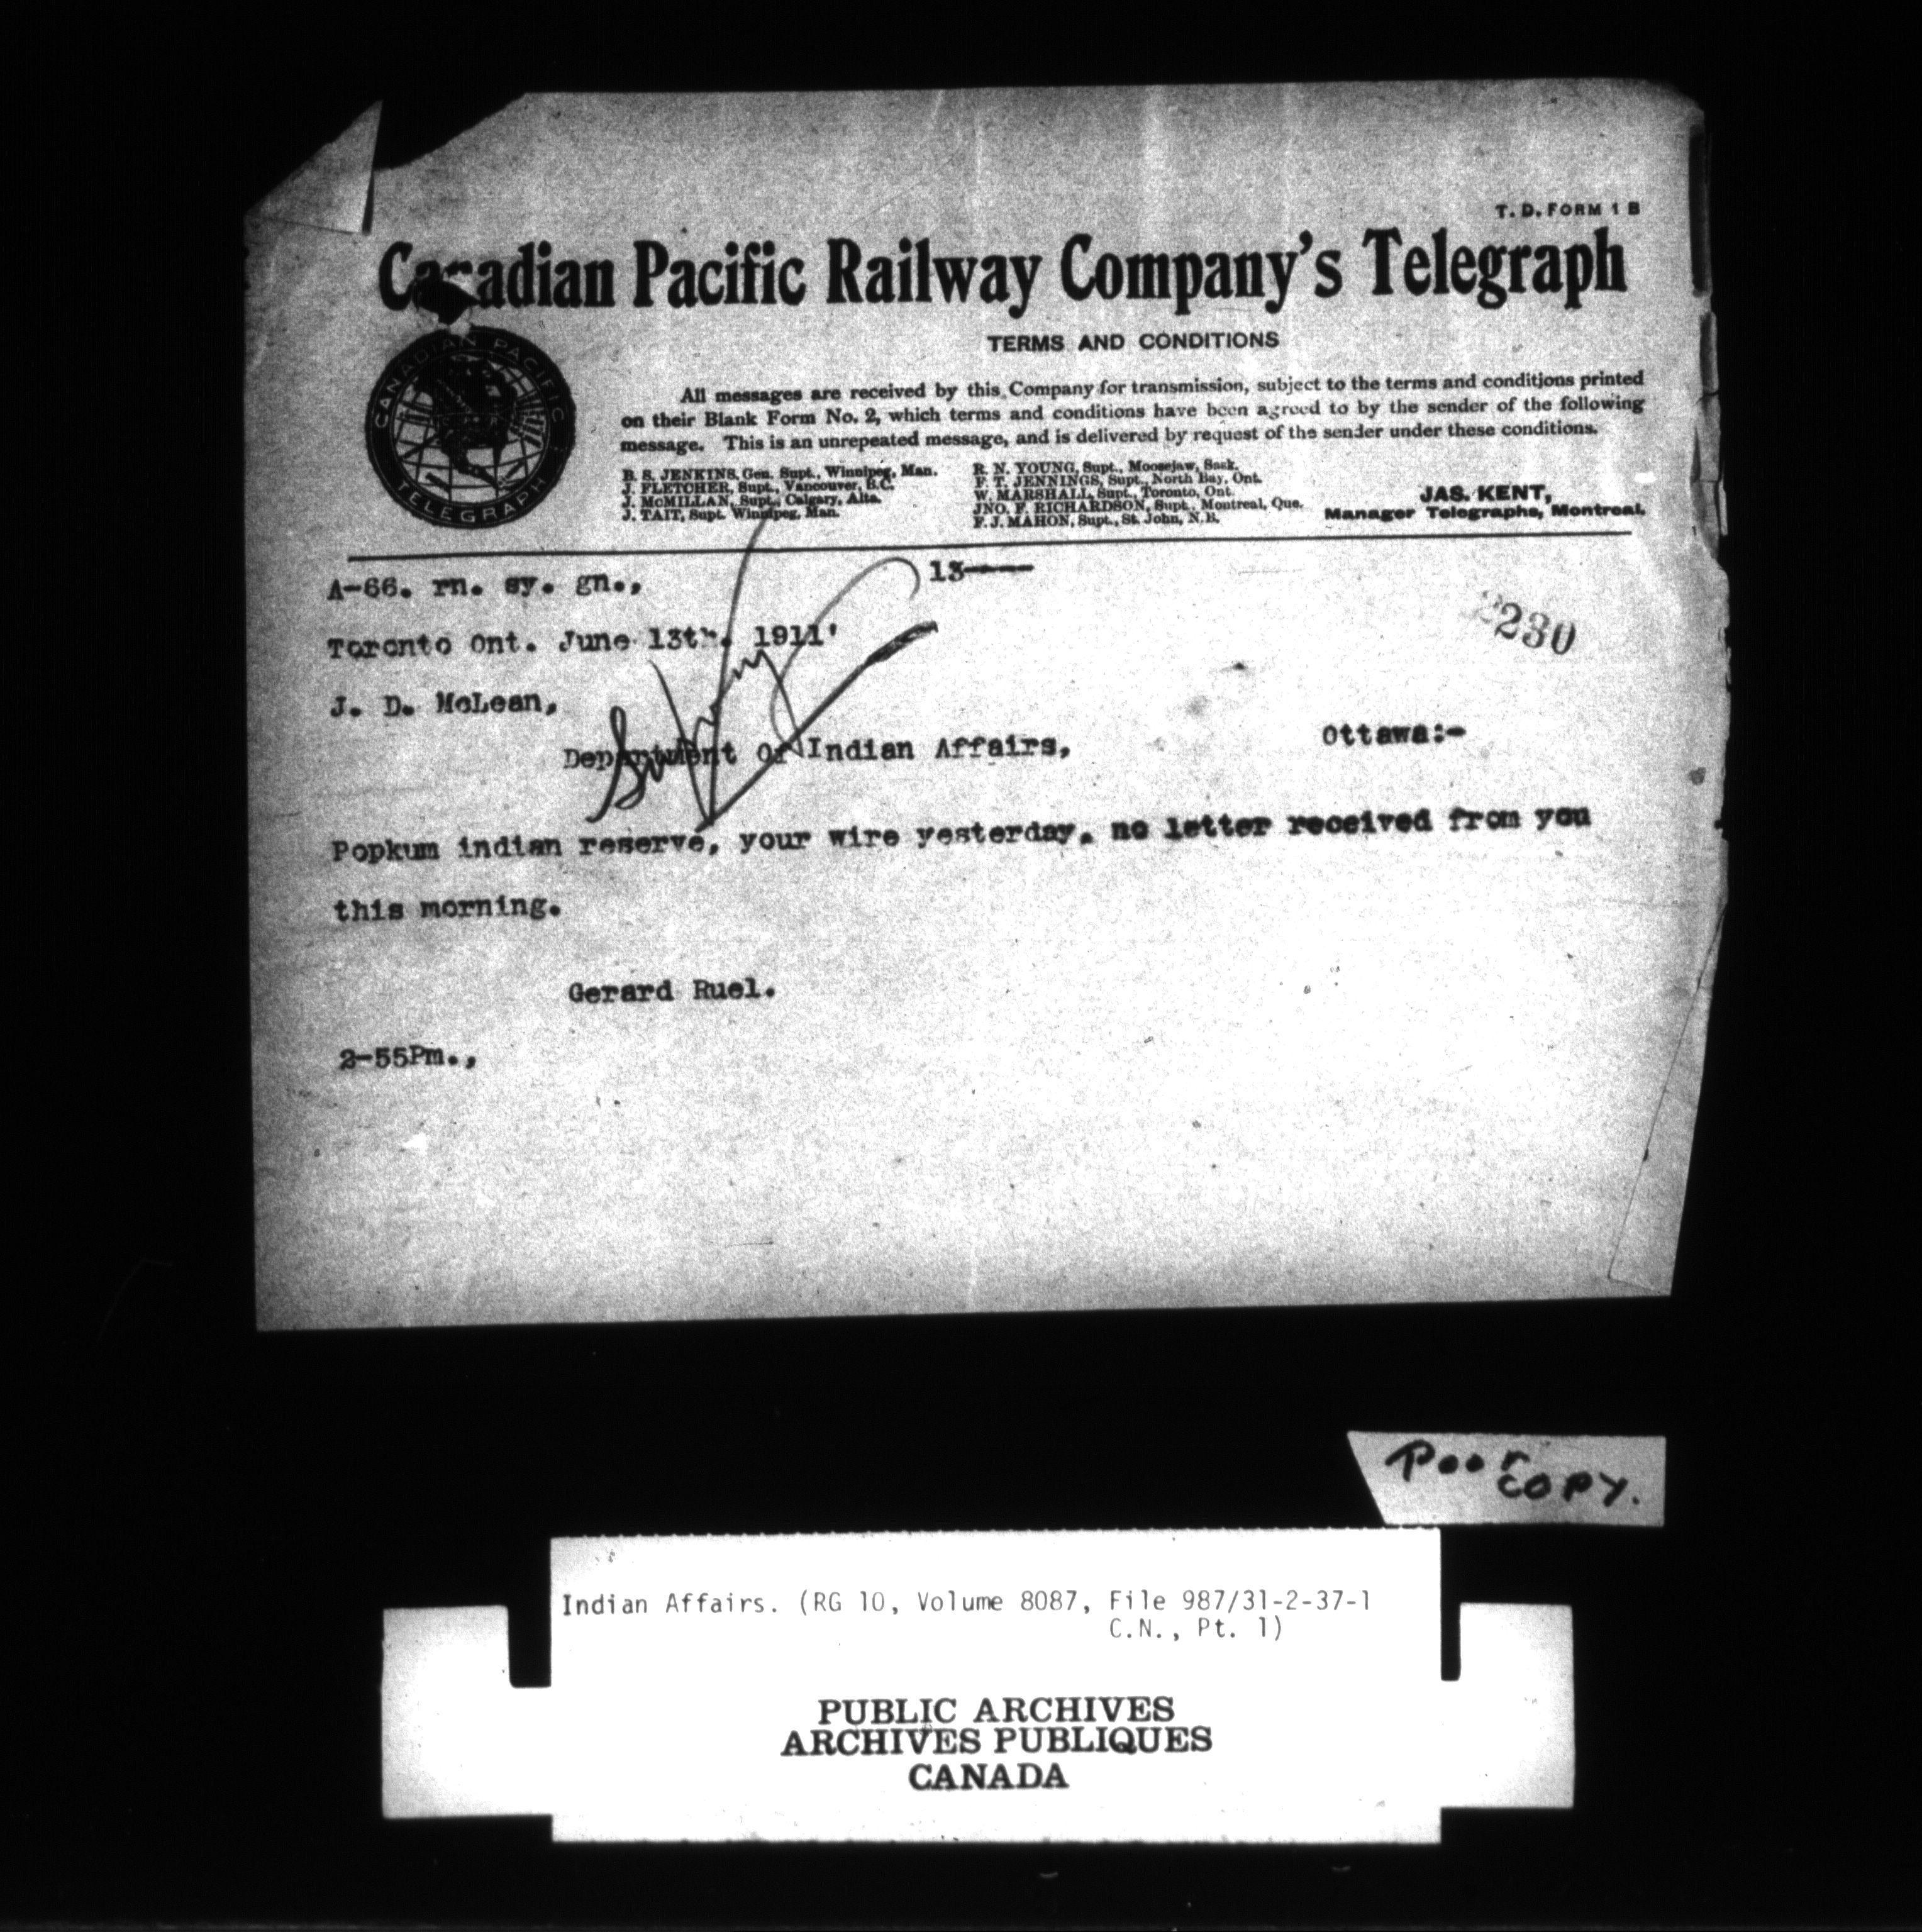 T. D. FORM 1 B
Canadian Pacific Railway Company's Telegraph
CANADIAN PACIFIC
TELEGRAPH
TERMS AND CONDITIONS
All messages are received by this Company for transmission, subject to the terms and conditions printed
on their Blank Form No. 2, which terms and conditions have been agreed to by the sender of the following
message. This is an unrepeated message, and is delivered by request of the sender under these conditions.
B. S. JENKINS, Gen. Supt., Winnipeg, Man.
J. FLETCHER, Supt., Vancouver, B.C.
J. McMILLAN, Supt., Calgary, Alta.
J. TAIT, Supt. Winnipeg, Man.
R. N. YOUNG, Supt., Moosejaw, Sask.
F. T. JENNINGS, Supt., North Bay, Ont.
W. MARSHALL, Supt., Toronto, Ont.
JNO. F. RICHARDSON, Supt., Montreal, Que.
F. J. MAHON, Supt., St. John, N.B.
JAS. KENT,
Manager Telegraphs, Montreal.
A-66. rn. sy. gn.,
13——
2230
Toronto Ont. June 13th. 1911'
J. D. McLean,
Department Of Indian Affairs, Ottawa:-
Popkum indian reserve, your wire yesterday. no letter received from you
this morning.
Gerard Ruel.
2-55Pm.,
Poor
COPY.
Indian Affairs. (RG 10, Volume 8087, File 987/31-2-37-1
C.N., Pt. 1)
PUBLIC ARCHIVES
ARCHIVES PUBLIQUES
CANADA